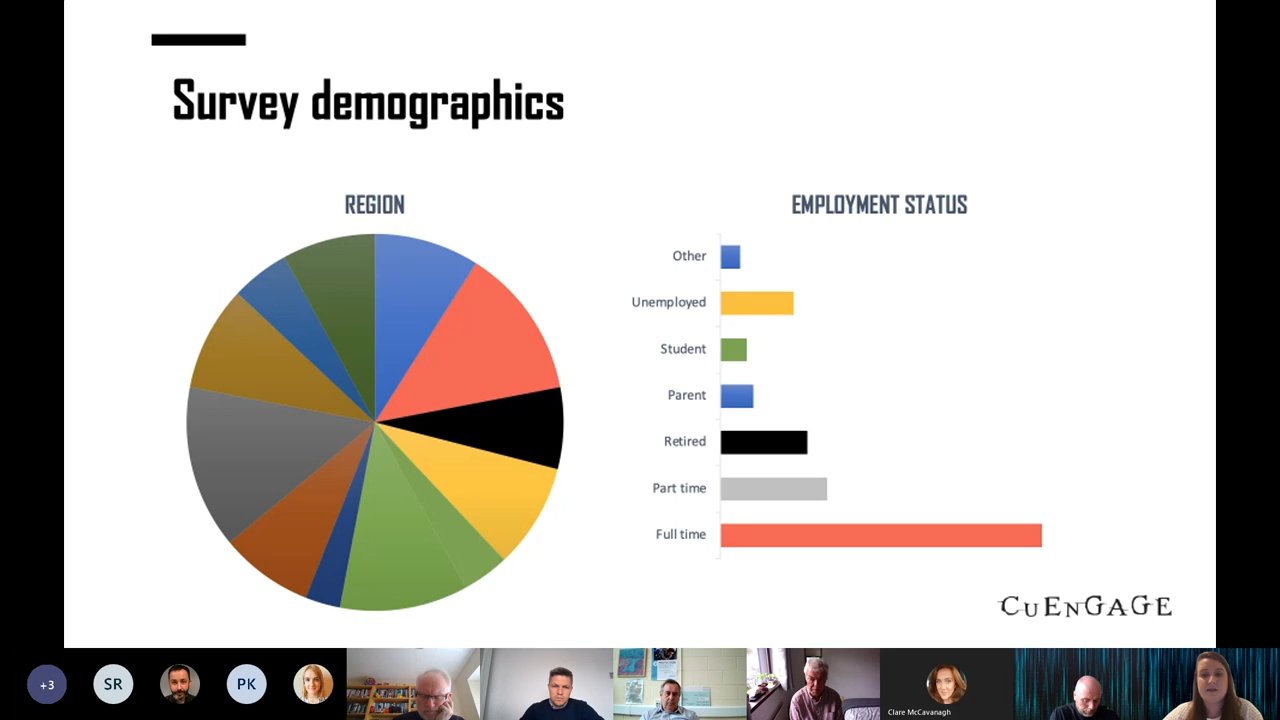 Survey demographics
REGION
EMPLOYMENT STATUS
Other
Unemployed
Student
Parent
Retired
Part time
Full time
CUENGAGE
+3
SR
PK
Clare McCavanagh